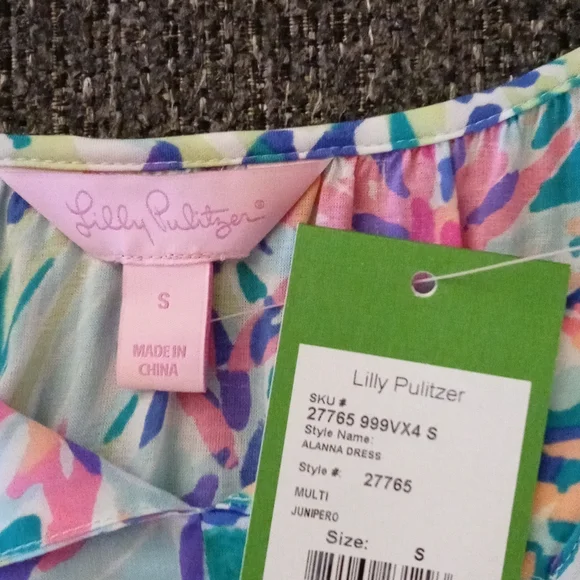 Lilly Pulitzer®
S
MADE IN
CHINA
Lilly Pulitzer
SKU #
27765 999VX4 S
Style Name:
ALANNA DRESS
Style #: 27765
MULTI
JUNIPERO
Size: S